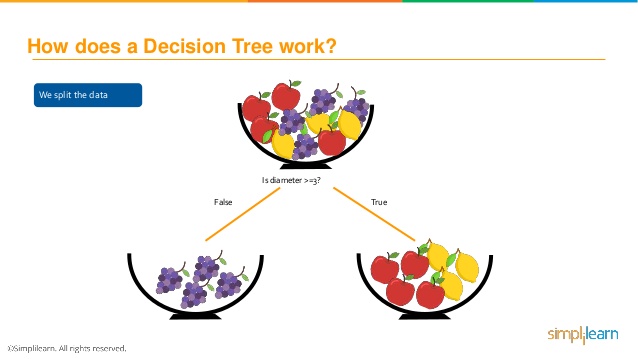 How does a Decision Tree work?
We split the data
Is diameter >=3?
False
True
©Simplilearn. All rights reserved.
simplilearn